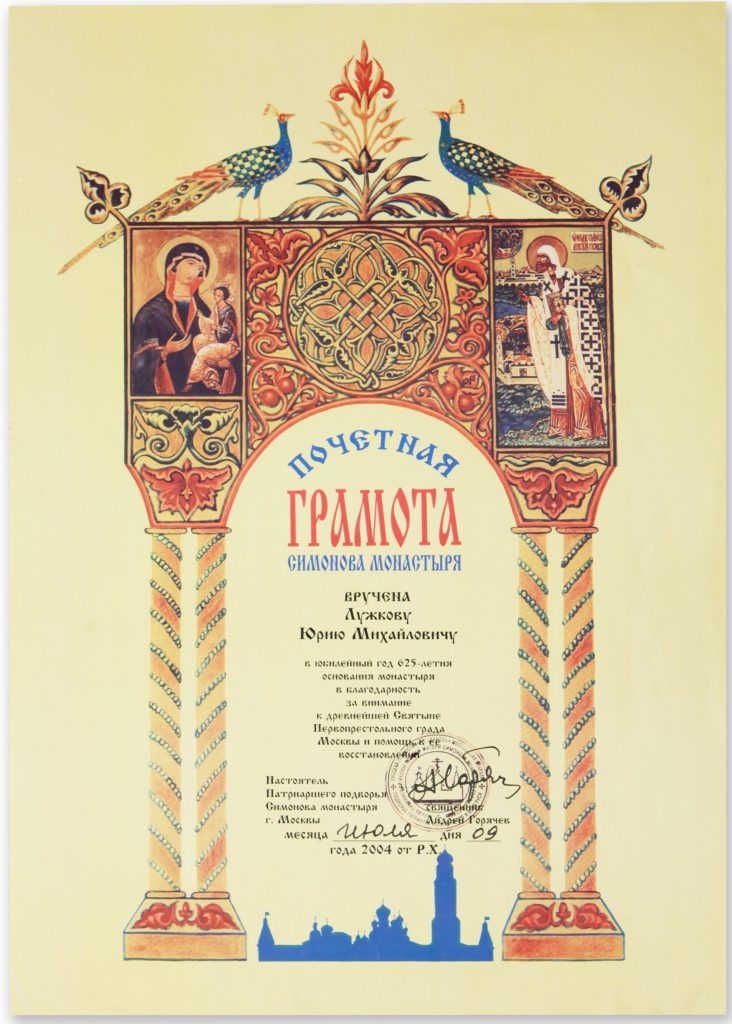 ПОЧЕТНАЯ
ГРАМОТА
СИМОНОВА МОНАСТЫРЯ
ВРУЧЕНА
Лужкову
Юрию Михайловичу
в юбилейный год 625-летия
основания монастыря
в благодарность
за внимание
к древнейшей Святыне
Первопрестольного града
Москвы и помощь в ее
восстановлении
Настоятель
Патриаршего подворья
Симонова монастыря священник
г. Москвы Андрей Горячев
месяца июля дня 09
года 2004 от Р.Х.